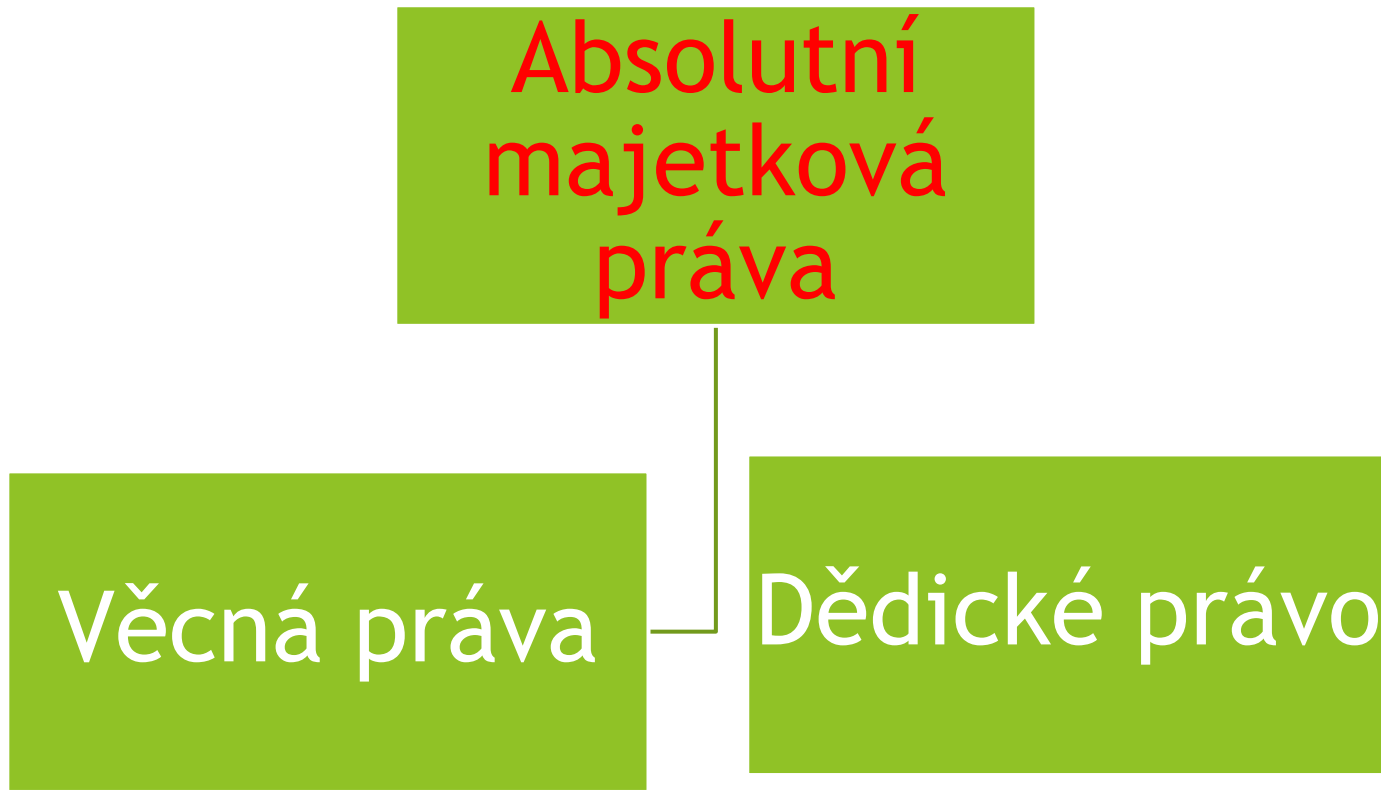 Absolutní
majetková
práva
Věcná práva
Dědické právo